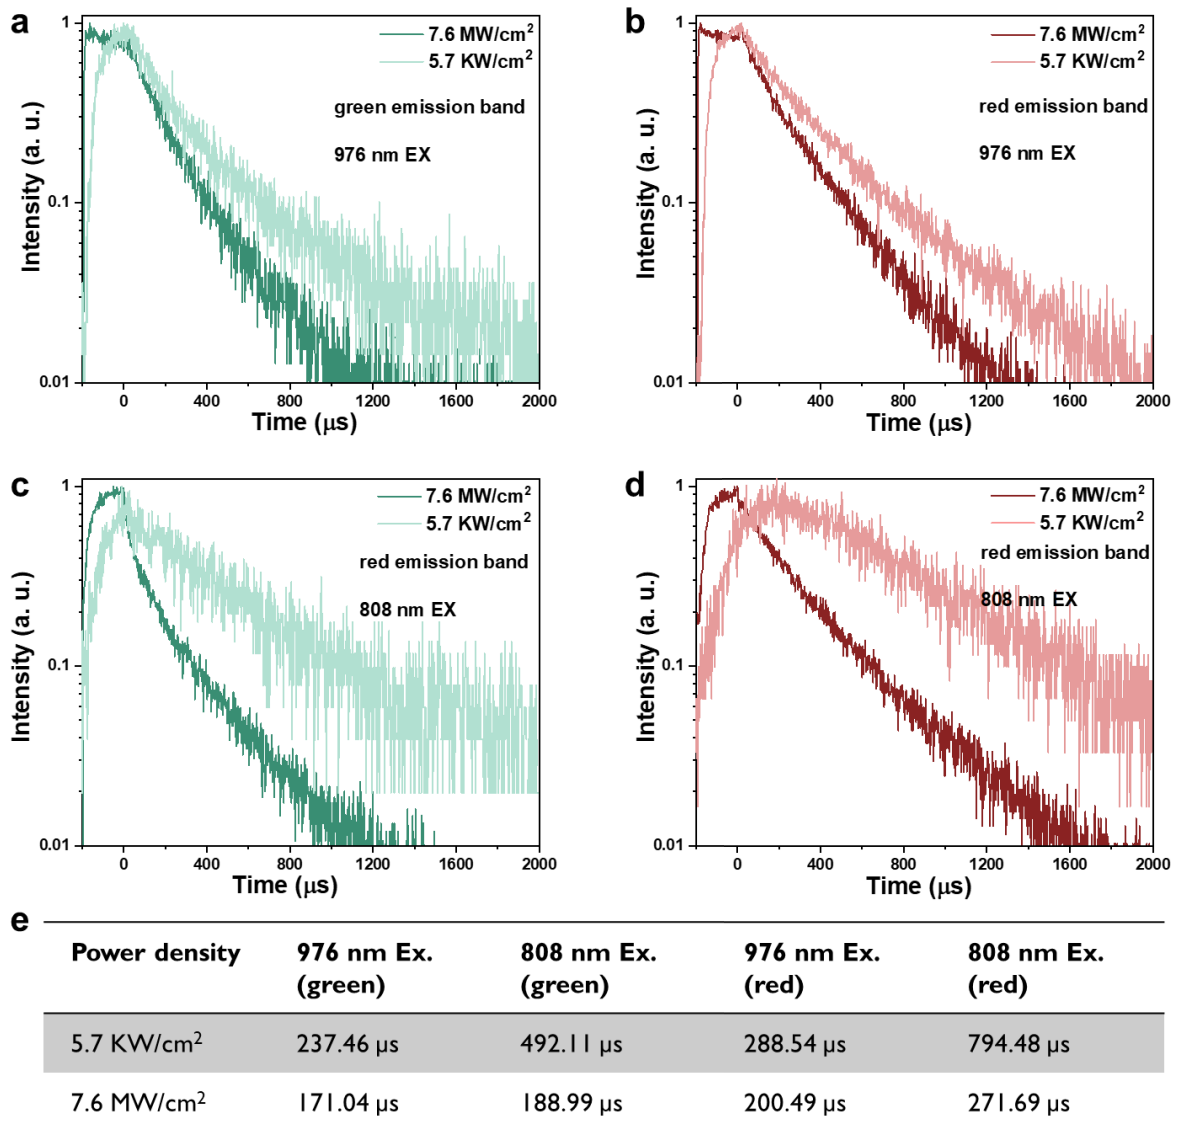 a
1
0.1
0.01
Intensity (a. u.)
7.6 MW/cm²
5.7 KW/cm²
green emission band
976 nm EX
0 400 800 1200 1600 2000
Time (μs)
b
1
0.1
0.01
Intensity (a. u.)
7.6 MW/cm²
5.7 KW/cm²
red emission band
976 nm EX
0 400 800 1200 1600 2000
Time (μs)
c
1
0.1
0.01
Intensity (a. u.)
7.6 MW/cm²
5.7 KW/cm²
red emission band
808 nm EX
0 400 800 1200 1600 2000
Time (μs)
d
1
0.1
0.01
Intensity (a. u.)
7.6 MW/cm²
5.7 KW/cm²
red emission band
808 nm EX
0 400 800 1200 1600 2000
Time (μs)
e
Power density 976 nm Ex. 808 nm Ex. 976 nm Ex. 808 nm Ex.
(green) (green) (red) (red)
5.7 KW/cm² 237.46 μs 492.11 μs 288.54 μs 794.48 μs
7.6 MW/cm² 171.04 μs 188.99 μs 200.49 μs 271.69 μs